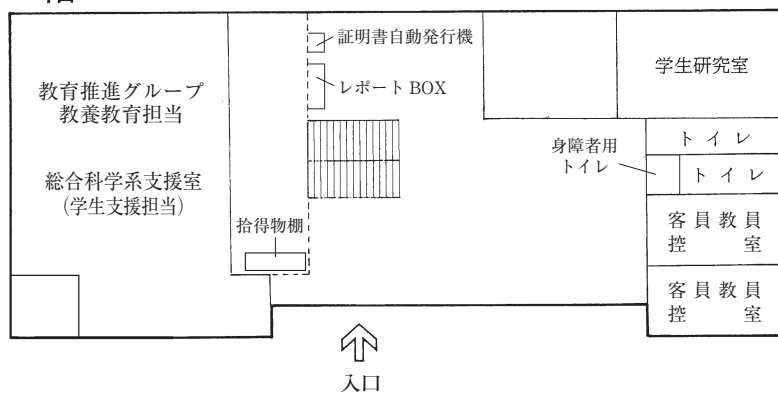 証明書自動発行機
レポート BOX
教育推進グループ
教養教育担当
総合科学系支援室
(学生支援担当)
拾得物棚
学生研究室
トイレ
身障者用
トイレ
トイレ
客員教員
控室
客員教員
控室
入口